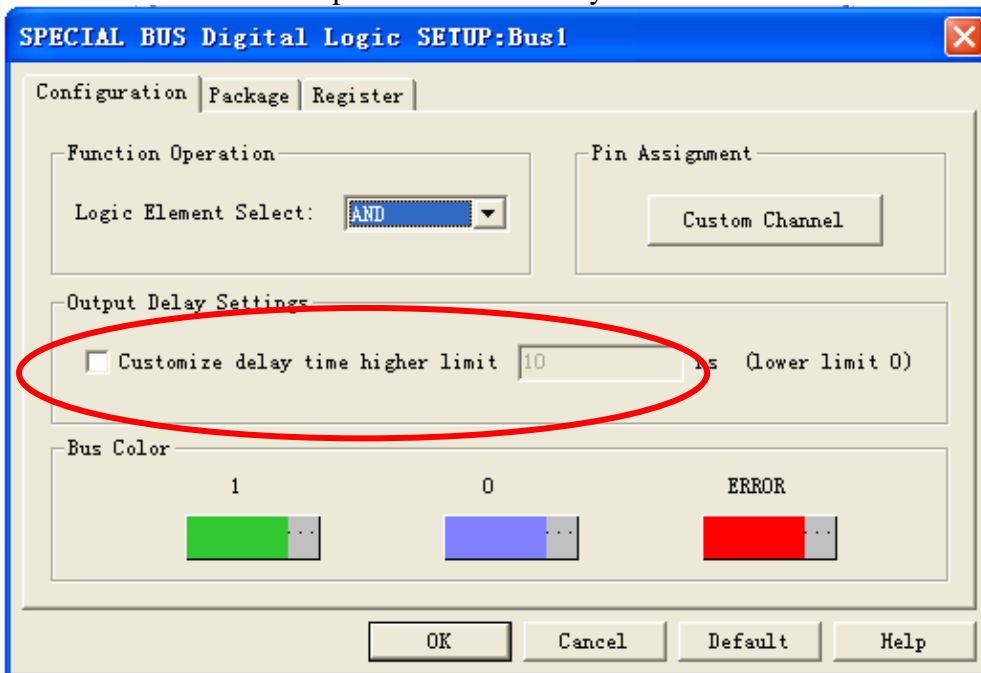 SPECIAL BUS Digital Logic SETUP:Bus1
Configuration Package Register
Function Operation Pin Assignment
Logic Element Select: AND Custom Channel
Output Delay Settings
Customize delay time higher limit 10 ns (lower limit 0)
Bus Color
1 0 ERROR
... ... ...
OK Cancel Default Help